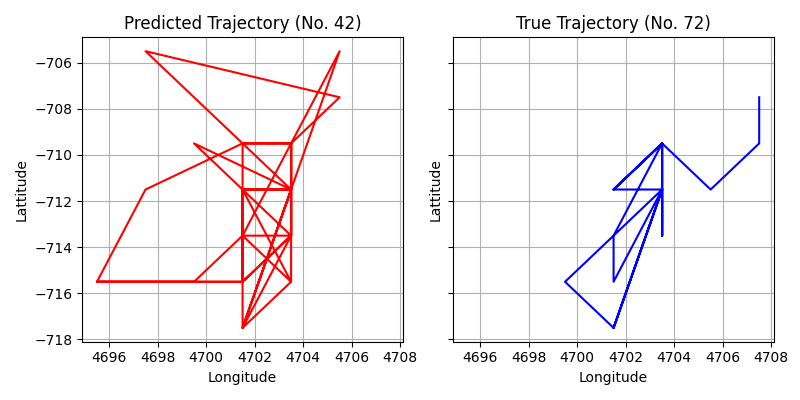 Predicted Trajectory (No. 42)
True Trajectory (No. 72)
−706
−708
−710
−712
−714
−716
−718
Lattitude
Lattitude
4696 4698 4700 4702 4704 4706 4708
4696 4698 4700 4702 4704 4706 4708
Longitude
Longitude